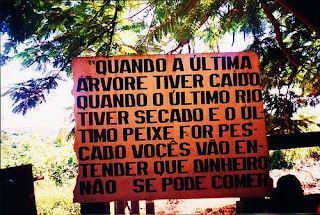 "QUANDO A ÚLTIMA
ÁRVORE TIVER CAÍDO
QUANDO O ÚLTIMO RIO
TIVER SECADO E O ÚL-
TIMO PEIXE FOR PES-
CADO VOCÊS VÃO EN-
TENDER QUE DINHEIRO
NÃO SE PODE COMER